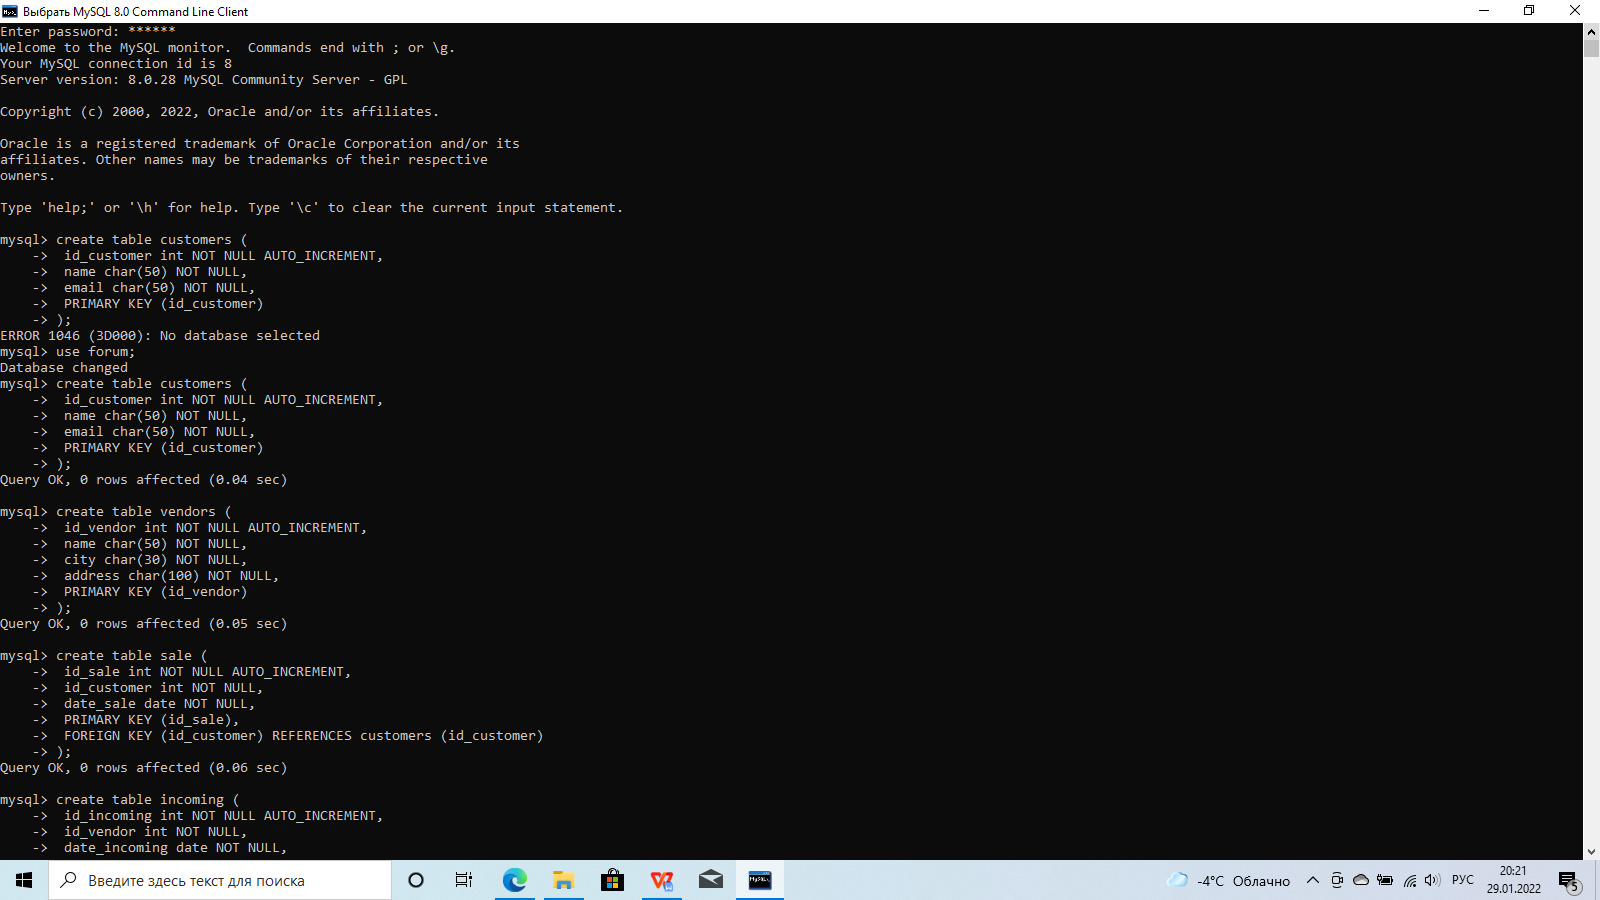 Выбрать MySQL 8.0 Command Line Client
Enter password: ******
Welcome to the MySQL monitor.  Commands end with ; or \g.
Your MySQL connection id is 8
Server version: 8.0.28 MySQL Community Server - GPL
Copyright (c) 2000, 2022, Oracle and/or its affiliates.
Oracle is a registered trademark of Oracle Corporation and/or its
affiliates. Other names may be trademarks of their respective
owners.
Type 'help;' or '\h' for help. Type '\c' to clear the current input statement.
mysql> create table customers (
    ->  id_customer int NOT NULL AUTO_INCREMENT,
    ->  name char(50) NOT NULL,
    ->  email char(50) NOT NULL,
    ->  PRIMARY KEY (id_customer)
    -> );
ERROR 1046 (3D000): No database selected
mysql> use forum;
Database changed
mysql> create table customers (
    ->  id_customer int NOT NULL AUTO_INCREMENT,
    ->  name char(50) NOT NULL,
    ->  email char(50) NOT NULL,
    ->  PRIMARY KEY (id_customer)
    -> );
Query OK, 0 rows affected (0.04 sec)
mysql> create table vendors (
    ->  id_vendor int NOT NULL AUTO_INCREMENT,
    ->  name char(50) NOT NULL,
    ->  city char(30) NOT NULL,
    ->  address char(100) NOT NULL,
    ->  PRIMARY KEY (id_vendor)
    -> );
Query OK, 0 rows affected (0.05 sec)
mysql> create table sale (
    ->  id_sale int NOT NULL AUTO_INCREMENT,
    ->  id_customer int NOT NULL,
    ->  date_sale date NOT NULL,
    ->  PRIMARY KEY (id_sale),
    ->  FOREIGN KEY (id_customer) REFERENCES customers (id_customer)
    -> );
Query OK, 0 rows affected (0.06 sec)
mysql> create table incoming (
    ->  id_incoming int NOT NULL AUTO_INCREMENT,
    ->  id_vendor int NOT NULL,
    ->  date_incoming date NOT NULL,
Введите здесь текст для поиска
-4°C Облачно
РУС
20:21
29.01.2022
5